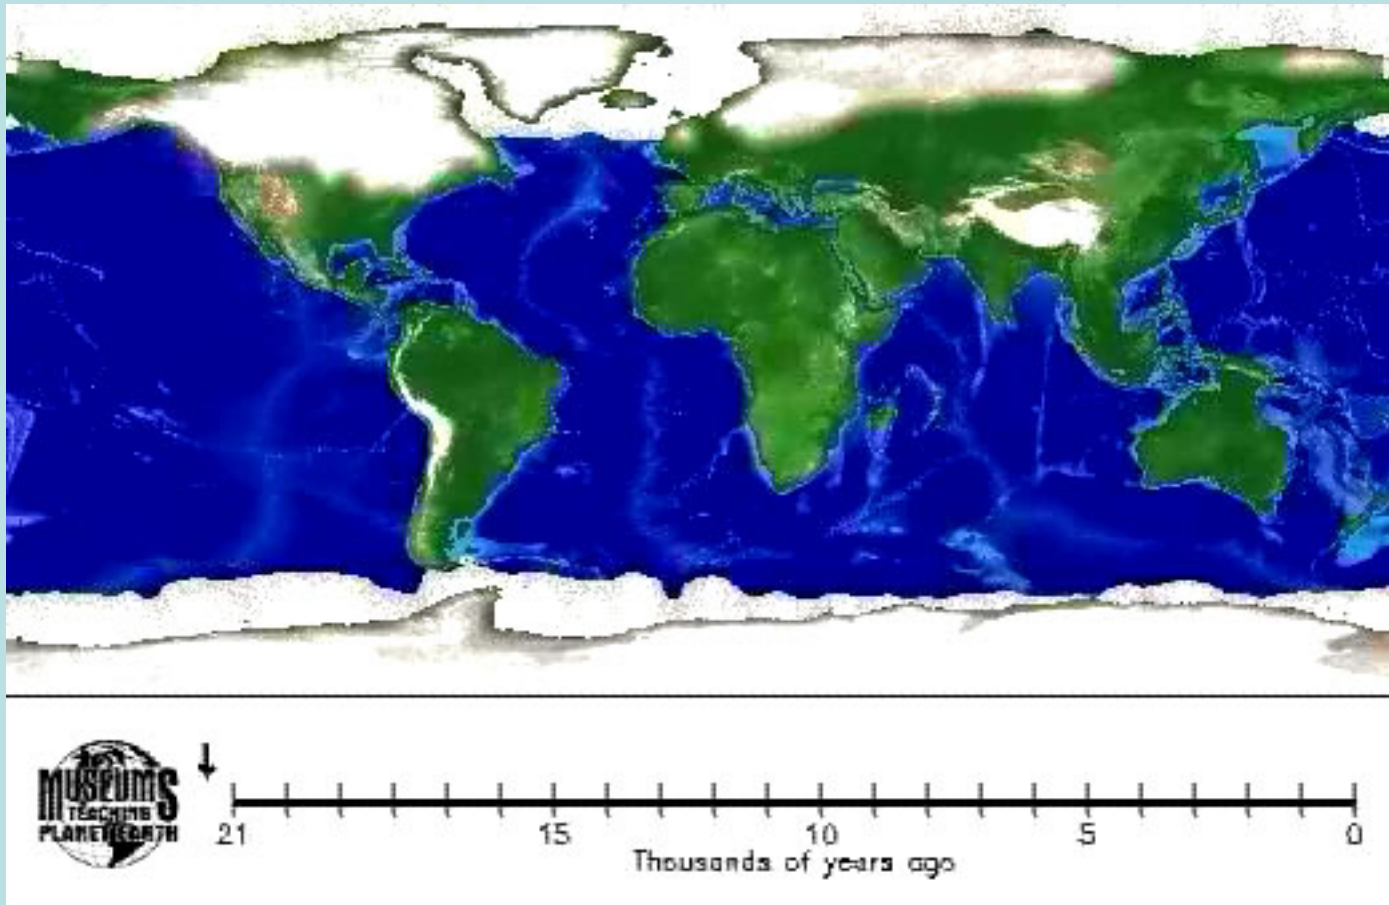 MUSEUMS
TEACHING
PLANET EARTH
21 15 10 5 0
Thousands of years ago